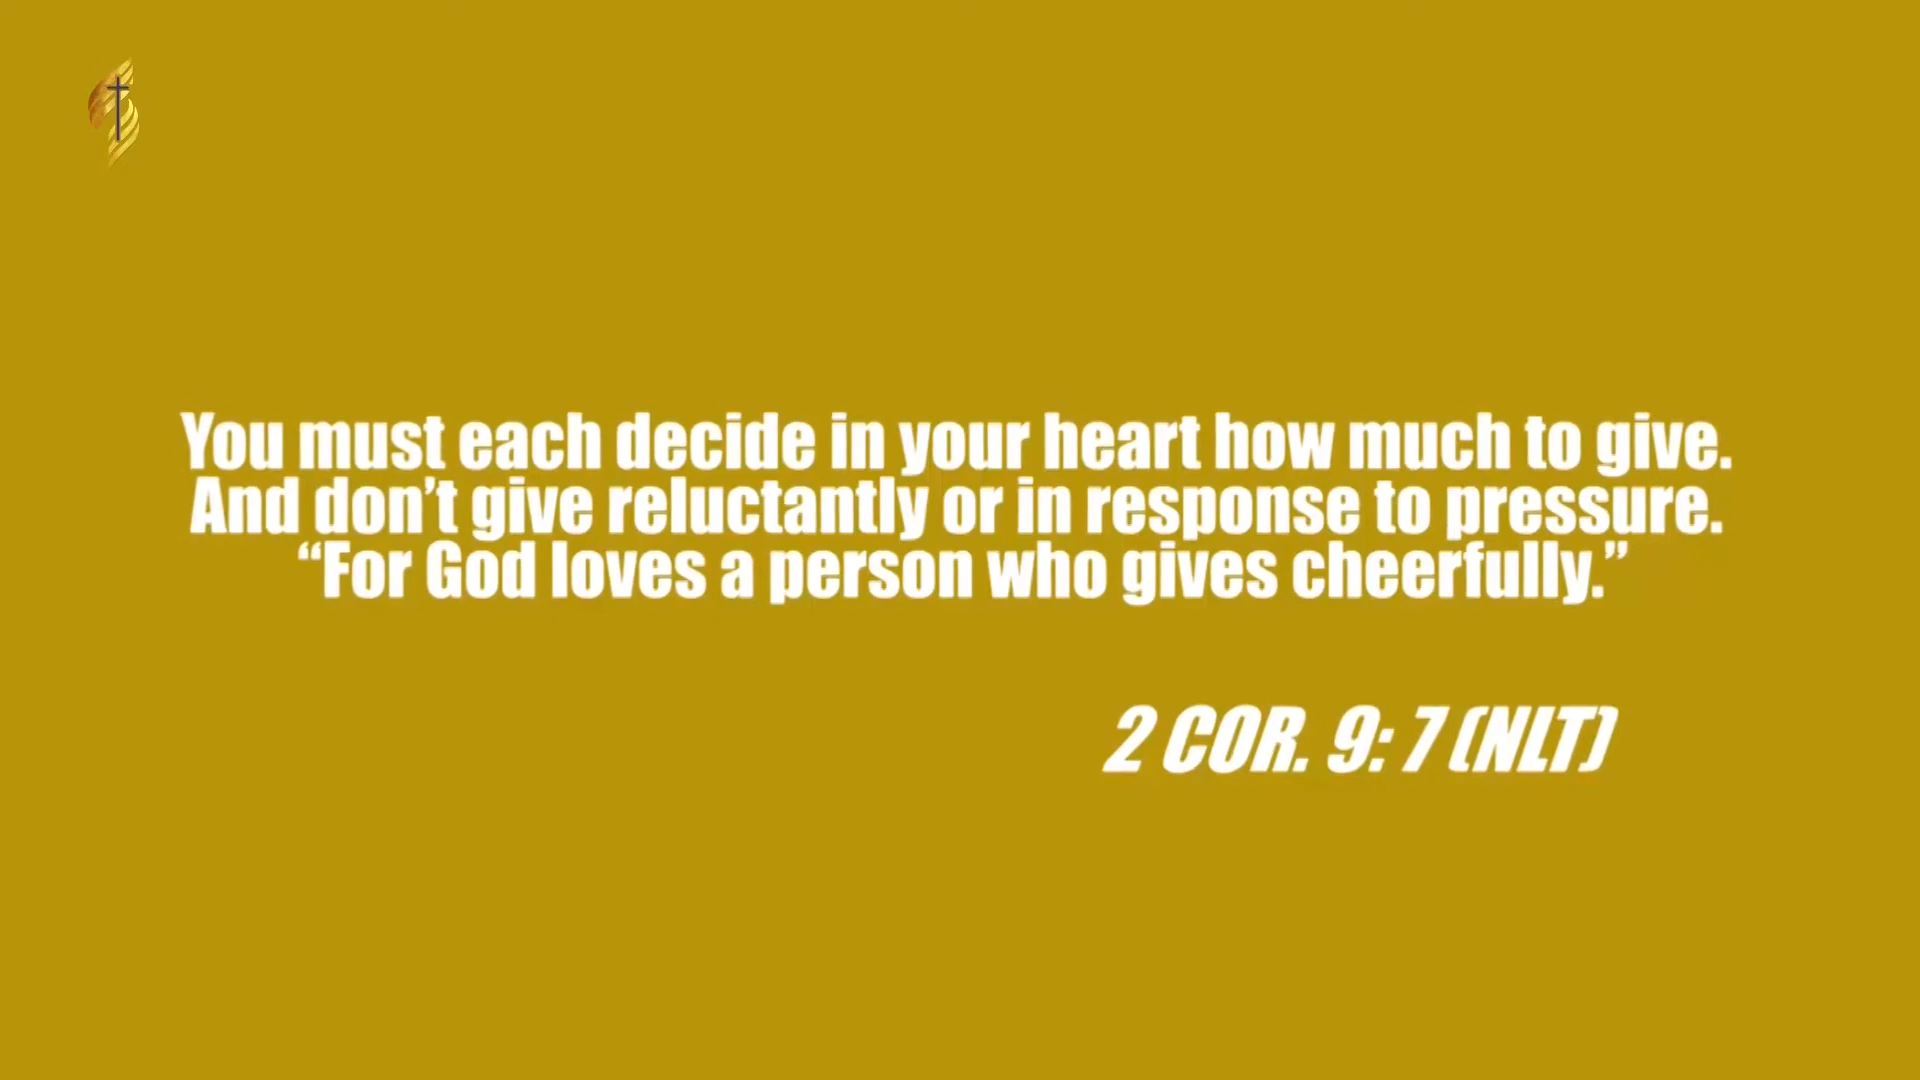 You must each decide in your heart how much to give.
And don’t give reluctantly or in response to pressure.
“For God loves a person who gives cheerfully.”
2 COR. 9: 7 (NLT)